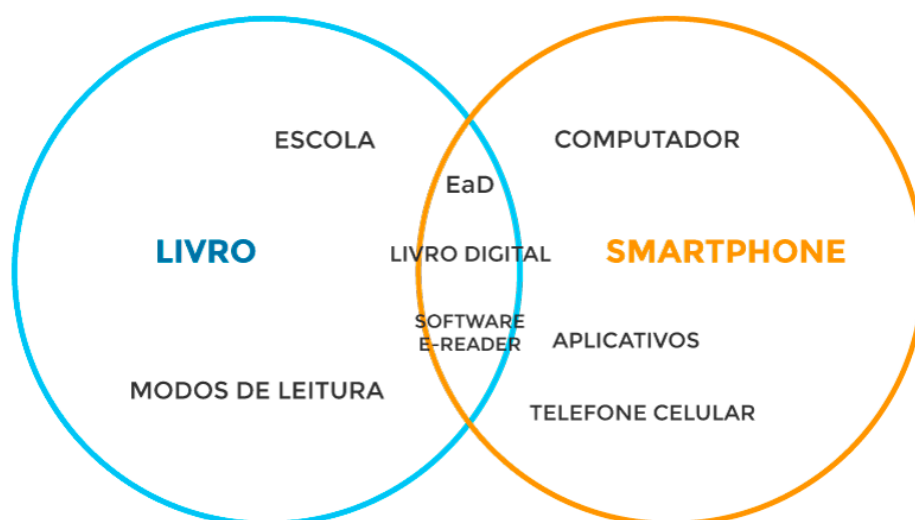 ESCOLA
COMPUTADOR
EaD
LIVRO
LIVRO DIGITAL
SMARTPHONE
SOFTWARE
E-READER
APLICATIVOS
MODOS DE LEITURA
TELEFONE CELULAR